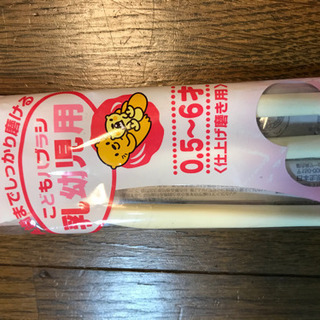 までしっかり磨ける
こどもハブラシ
乳幼児用
0.5〜6才
〈仕上げ磨き用〉